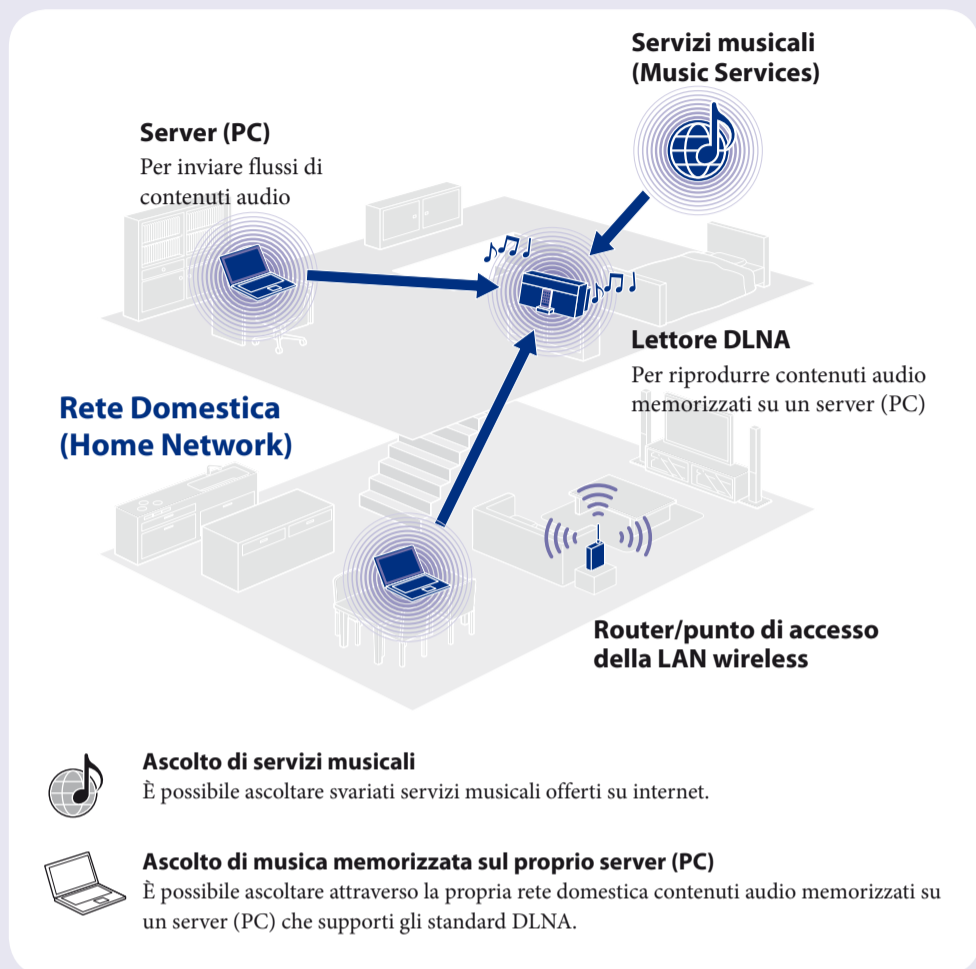 Servizi musicali
(Music Services)
Server (PC)
Per inviare flussi di
contenuti audio
Lettore DLNA
Per riprodurre contenuti audio
memorizzati su un server (PC)
Rete Domestica
(Home Network)
Router/punto di accesso
della LAN wireless
Ascolto di servizi musicali
È possibile ascoltare svariati servizi musicali offerti su internet.
Ascolto di musica memorizzata sul proprio server (PC)
È possibile ascoltare attraverso la propria rete domestica contenuti audio memorizzati su
un server (PC) che supporti gli standard DLNA.